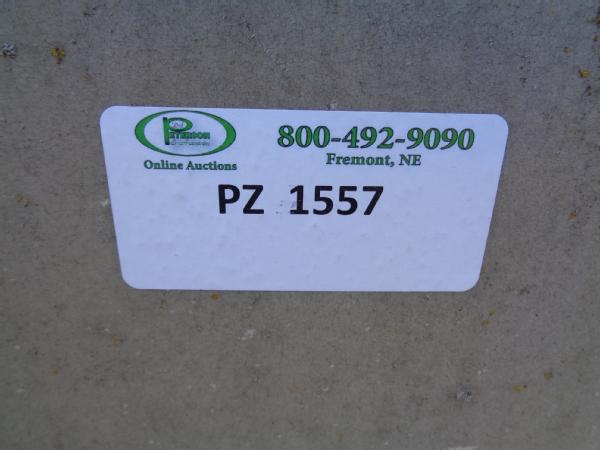 PETERSON
800-492-9090
Online Auctions
Fremont, NE
PZ 1557